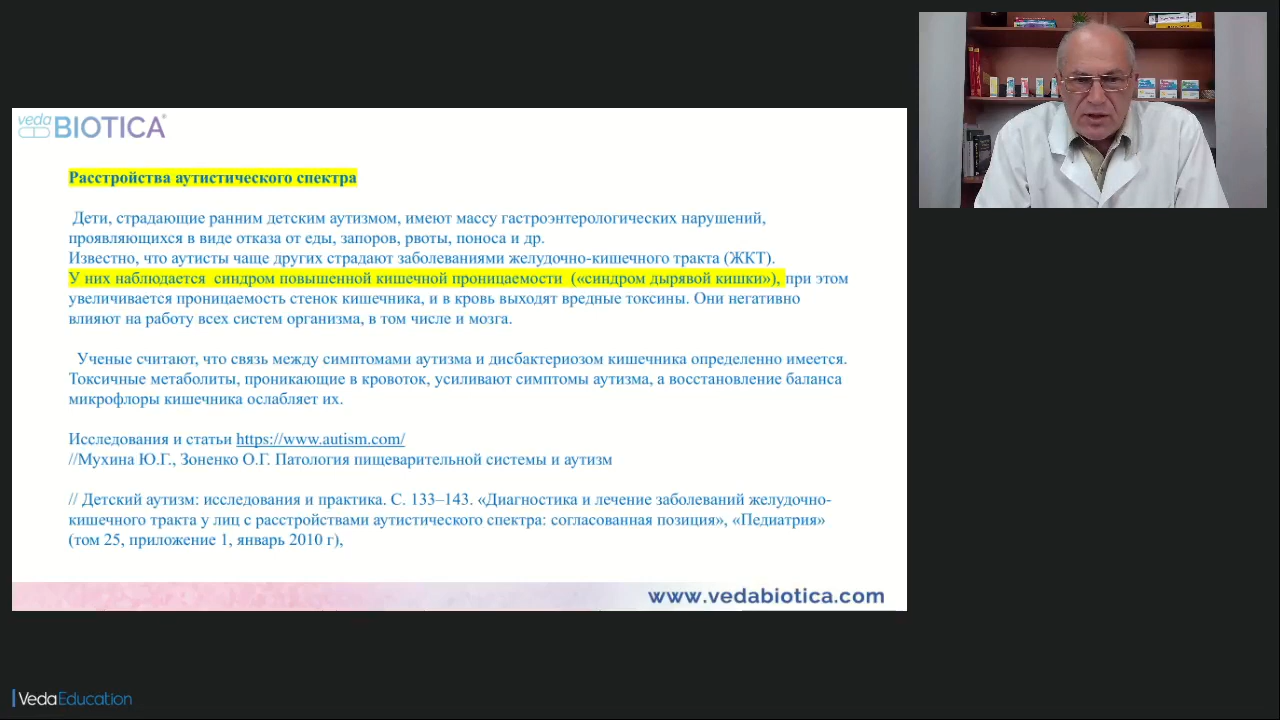 veda
BIOTICA®
Расстройства аутистического спектра
Дети, страдающие ранним детским аутизмом, имеют массу гастроэнтерологических нарушений,
проявляющихся в виде отказа от еды, запоров, рвоты, поноса и др.
Известно, что аутисты чаще других страдают заболеваниями желудочно-кишечного тракта (ЖКТ).
У них наблюдается синдром повышенной кишечной проницаемости («синдром дырявой кишки»), при этом
увеличивается проницаемость стенок кишечника, и в кровь выходят вредные токсины. Они негативно
влияют на работу всех систем организма, в том числе и мозга.
Ученые считают, что связь между симптомами аутизма и дисбактериозом кишечника определенно имеется.
Токсичные метаболиты, проникающие в кровоток, усиливают симптомы аутизма, а восстановление баланса
микрофлоры кишечника ослабляет их.
Исследования и статьи https://www.autism.com/
//Мухина Ю.Г., Зоненко О.Г. Патология пищеварительной системы и аутизм
// Детский аутизм: исследования и практика. С. 133–143. «Диагностика и лечение заболеваний желудочно-
кишечного тракта у лиц с расстройствами аутистического спектра: согласованная позиция», «Педиатрия»
(том 25, приложение 1, январь 2010 г),
www.vedabiotica.com
VedaEducation